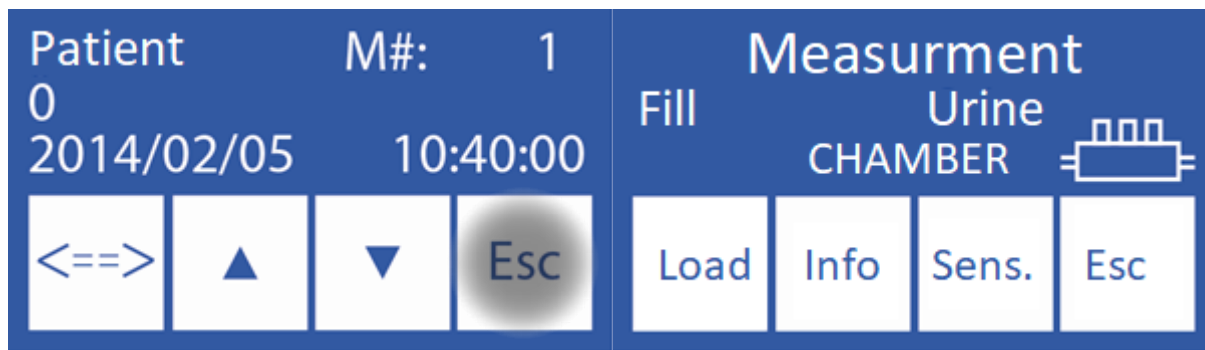 Patient M#: 1
0
2014/02/05 10:40:00
<==> ▲ ▼ Esc
Measurment
Fill Urine
CHAMBER
Load Info Sens. Esc